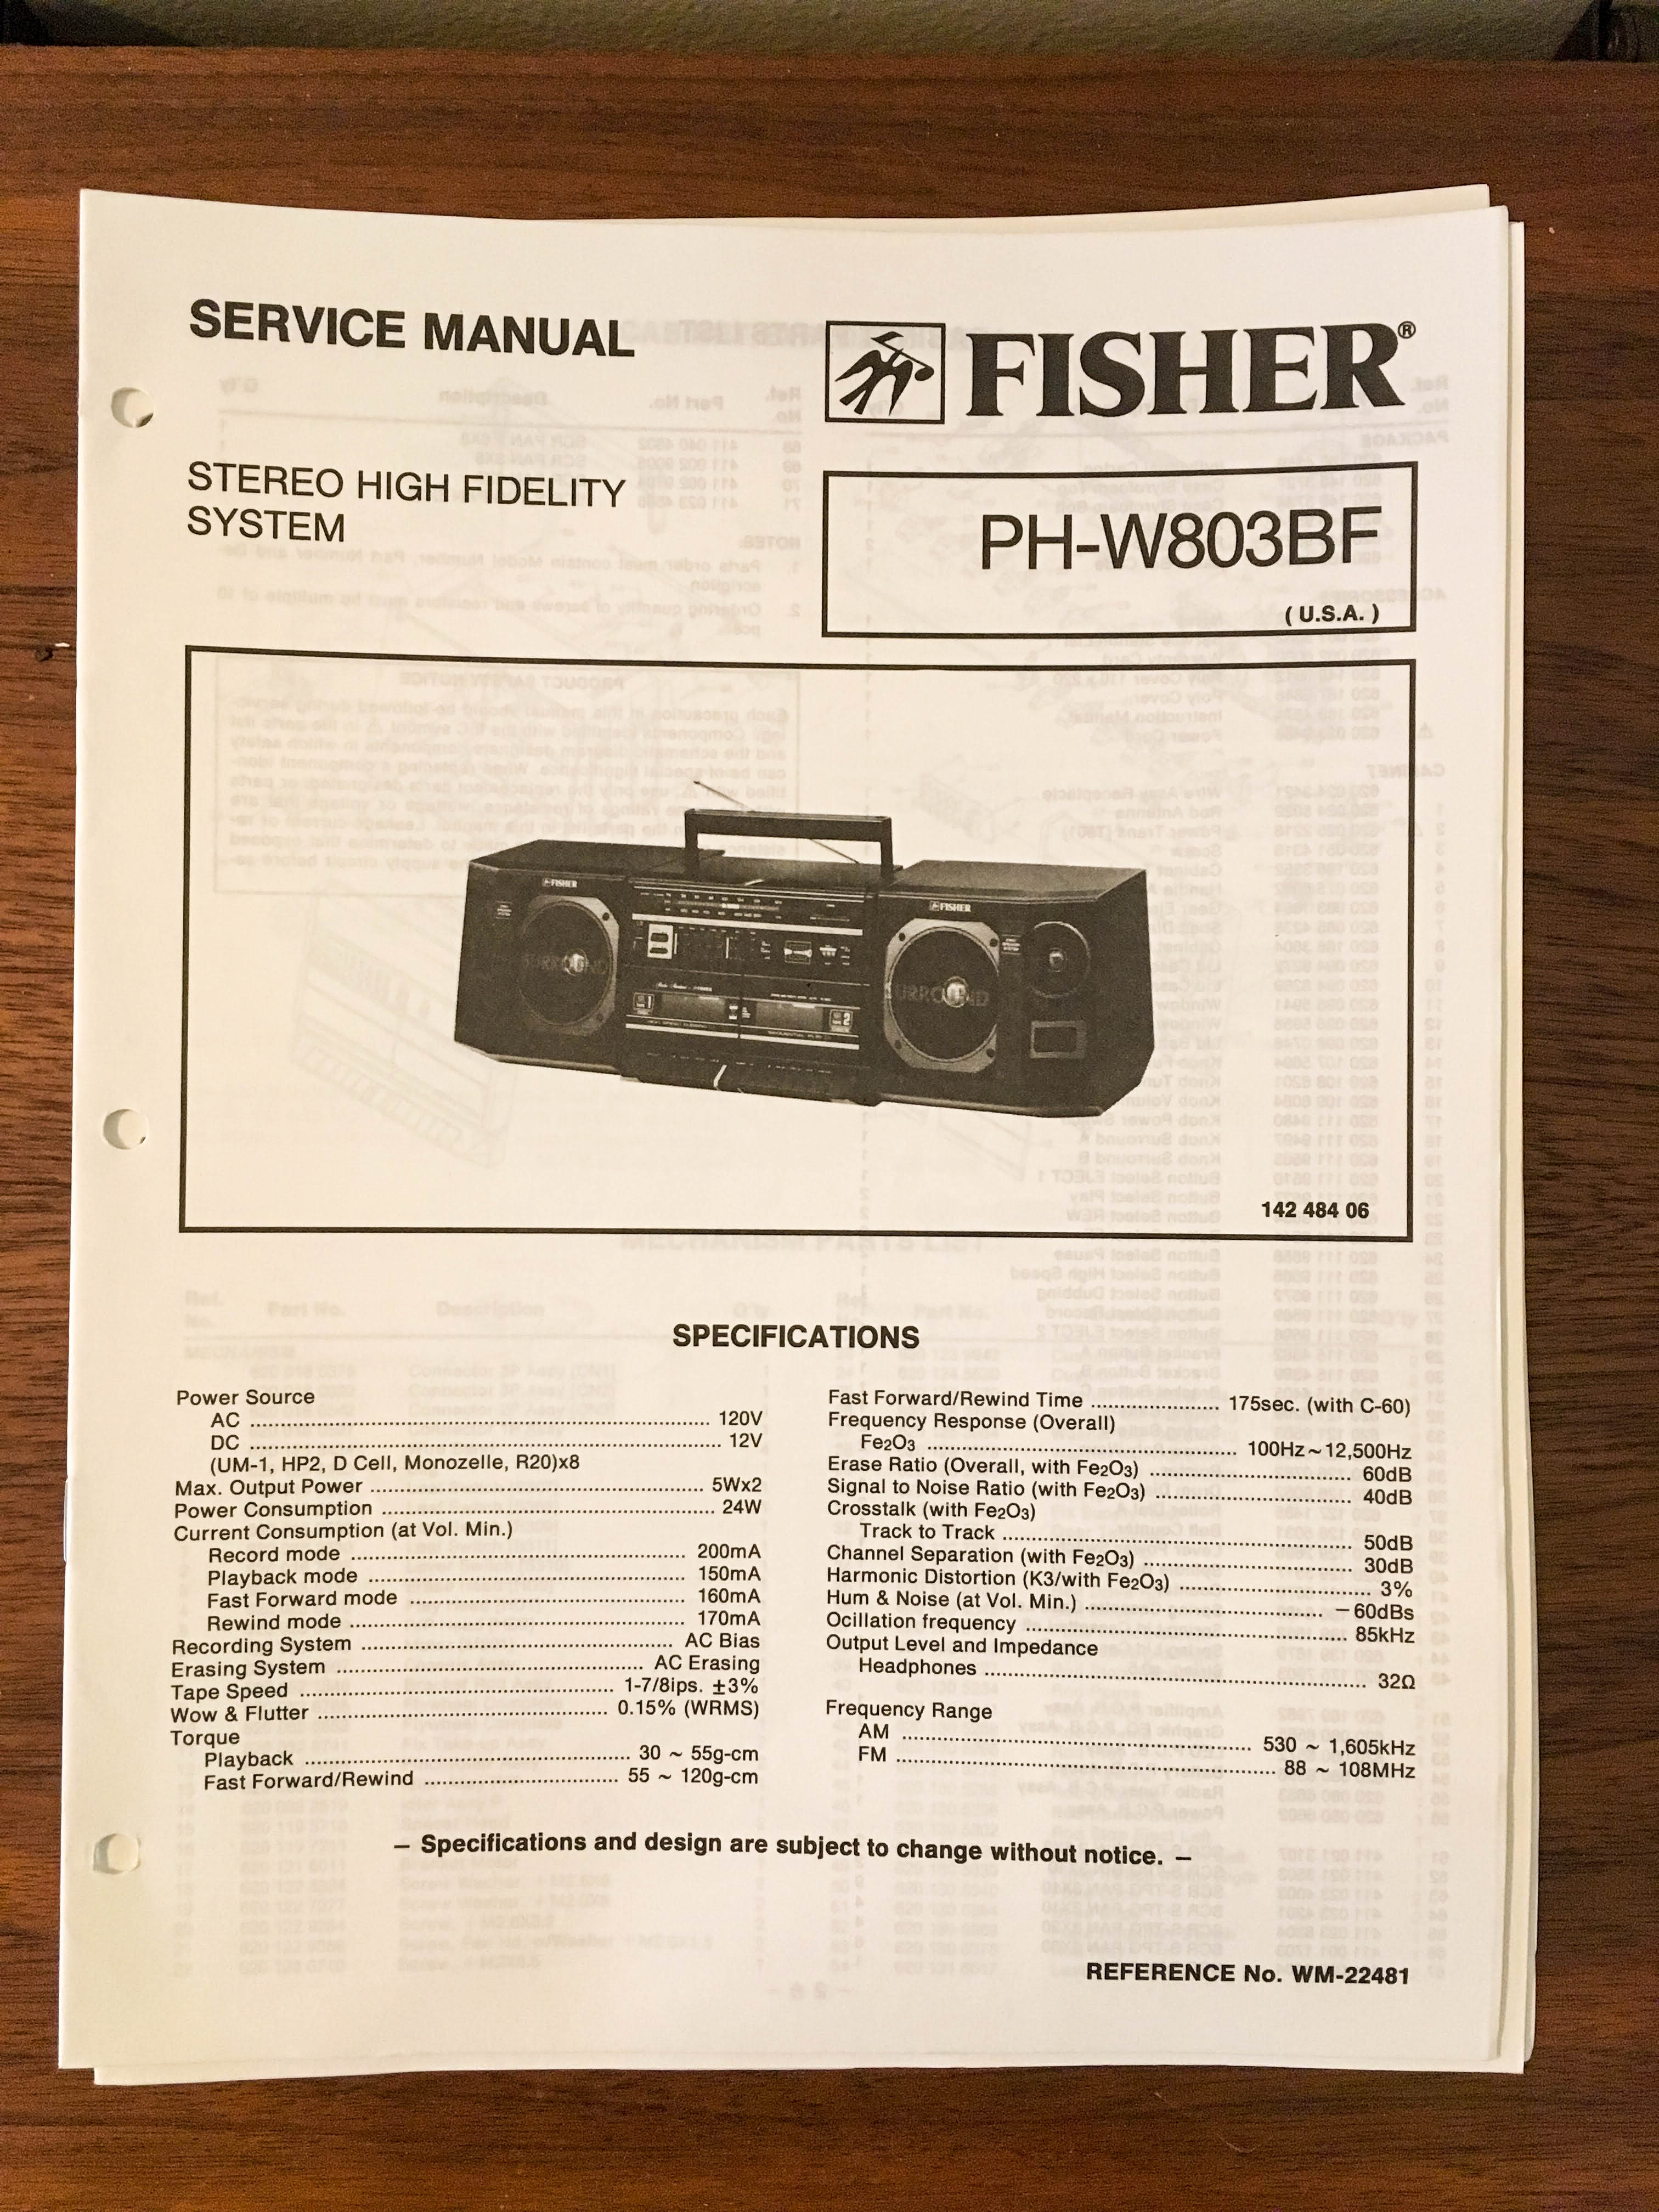 SERVICE MANUAL
FISHER®
STEREO HIGH FIDELITY
SYSTEM
PH-W803BF
( U.S.A. )
FISHER
FISHER
SURROUND
SURROUND
1
2
142 484 06
SPECIFICATIONS
Power Source
AC ........ 120V
DC ........ 12V
(UM-1, HP2, D Cell, Monozelle, R20)x8
Max. Output Power ........ 5Wx2
Power Consumption ........ 24W
Current Consumption (at Vol. Min.)
Record mode ........ 200mA
Playback mode ........ 150mA
Fast Forward mode ........ 160mA
Rewind mode ........ 170mA
Recording System ........ AC Bias
Erasing System ........ AC Erasing
Tape Speed ........ 1-7/8ips. ±3%
Wow & Flutter ........ 0.15% (WRMS)
Torque
Playback ........ 30 ~ 55g-cm
Fast Forward/Rewind ........ 55 ~ 120g-cm
Fast Forward/Rewind Time ........ 175sec. (with C-60)
Frequency Response (Overall)
Fe₂O₃ ........ 100Hz~12,500Hz
Erase Ratio (Overall, with Fe₂O₃) ........ 60dB
Signal to Noise Ratio (with Fe₂O₃) ........ 40dB
Crosstalk (with Fe₂O₃)
Track to Track ........ 50dB
Channel Separation (with Fe₂O₃) ........ 30dB
Harmonic Distortion (K3/with Fe₂O₃) ........ 3%
Hum & Noise (at Vol. Min.) ........ −60dBs
Ocillation frequency ........ 85kHz
Output Level and Impedance
Headphones ........ 32Ω
Frequency Range
AM ........ 530 ~ 1,605kHz
FM ........ 88 ~ 108MHz
– Specifications and design are subject to change without notice. –
REFERENCE No. WM-22481